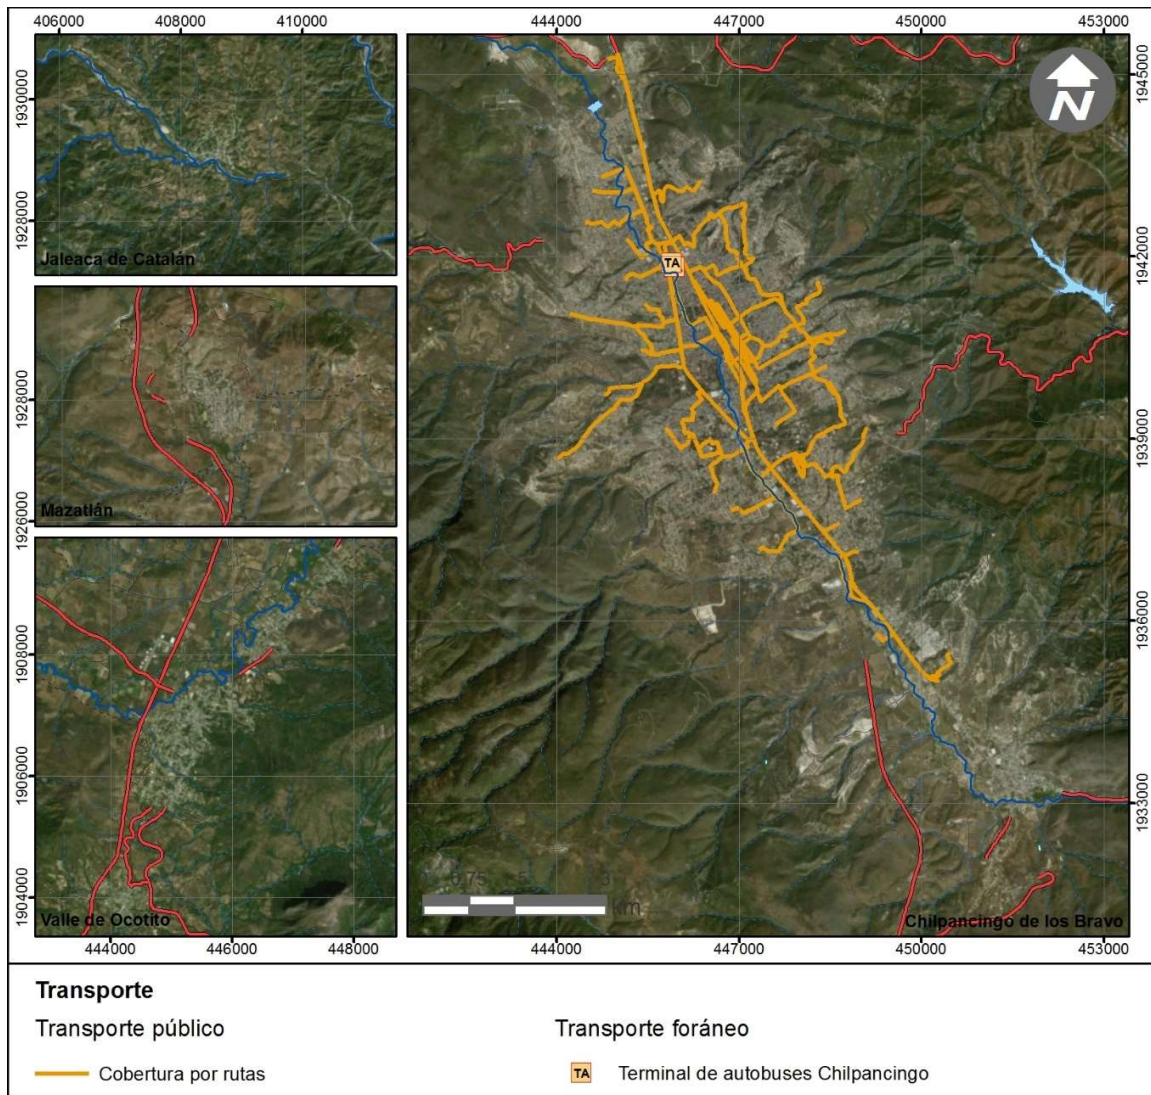 406000 408000 410000
444000 447000 450000 453000
1930000
1928000
Jaleaca de Catalán
1928000
1926000
Mazatlán
1908000
1906000
1904000
Valle de Ocotito
444000 446000 448000
N
TA
1945000
1942000
1939000
1936000
1933000
0 0.75 1.5 3
km
Chilpancingo de los Bravo
444000 447000 450000 453000
Transporte
Transporte público
Cobertura por rutas
Transporte foráneo
TA Terminal de autobuses Chilpancingo